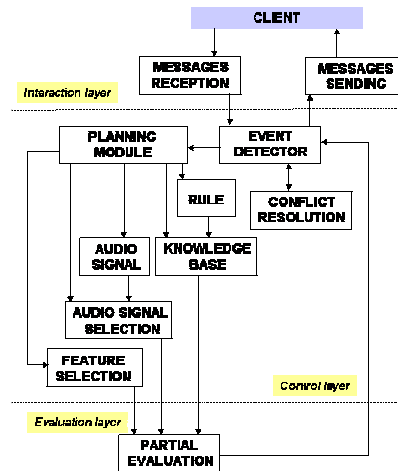 CLIENT
MESSAGES
RECEPTION
MESSAGES
SENDING
Interaction layer
PLANNING
MODULE
EVENT
DETECTOR
RULE
CONFLICT
RESOLUTION
AUDIO
SIGNAL
KNOWLEDGE
BASE
AUDIO SIGNAL
SELECTION
FEATURE
SELECTION
Control layer
Evaluation layer
PARTIAL
EVALUATION